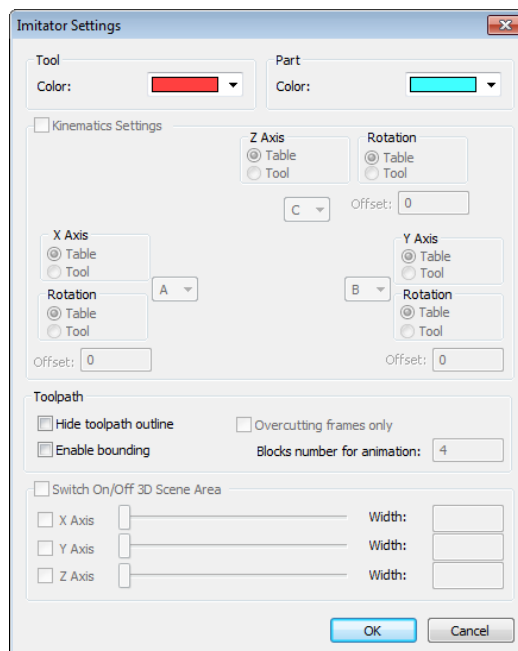 Imitator Settings
Tool
Color:
Part
Color:
Kinematics Settings
Z Axis
Table
Tool
Rotation
Table
Tool
C
Offset: 0
X Axis
Table
Tool
Rotation
Table
Tool
A
Offset: 0
Y Axis
Table
Tool
B
Rotation
Table
Tool
Offset: 0
Toolpath
Hide toolpath outline
Overcutting frames only
Enable bounding
Blocks number for animation: 4
Switch On/Off 3D Scene Area
X Axis
Width:
Y Axis
Width:
Z Axis
Width:
OK
Cancel